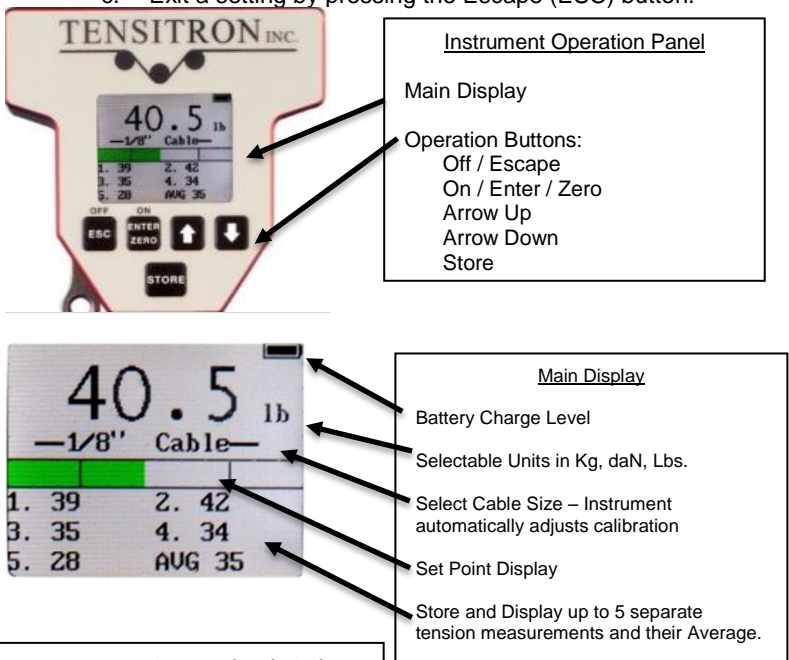 Exit a setting by pressing the Escape (ESC) button.
TENSITRON INC.
40.5 lb
—1/8" Cable—
1. 39 2. 42
3. 35 4. 34
5. 28 AVG 35
OFF ON
ESC ENTER ZERO
STORE
Instrument Operation Panel
Main Display
Operation Buttons:
Off / Escape
On / Enter / Zero
Arrow Up
Arrow Down
Store
40.5 lb
—1/8'' Cable—
1. 39 2. 42
3. 35 4. 34
5. 28 AVG 35
Main Display
Battery Charge Level
Selectable Units in Kg, daN, Lbs.
Select Cable Size – Instrument
automatically adjusts calibration
Set Point Display
Store and Display up to 5 separate
tension measurements and their Average.